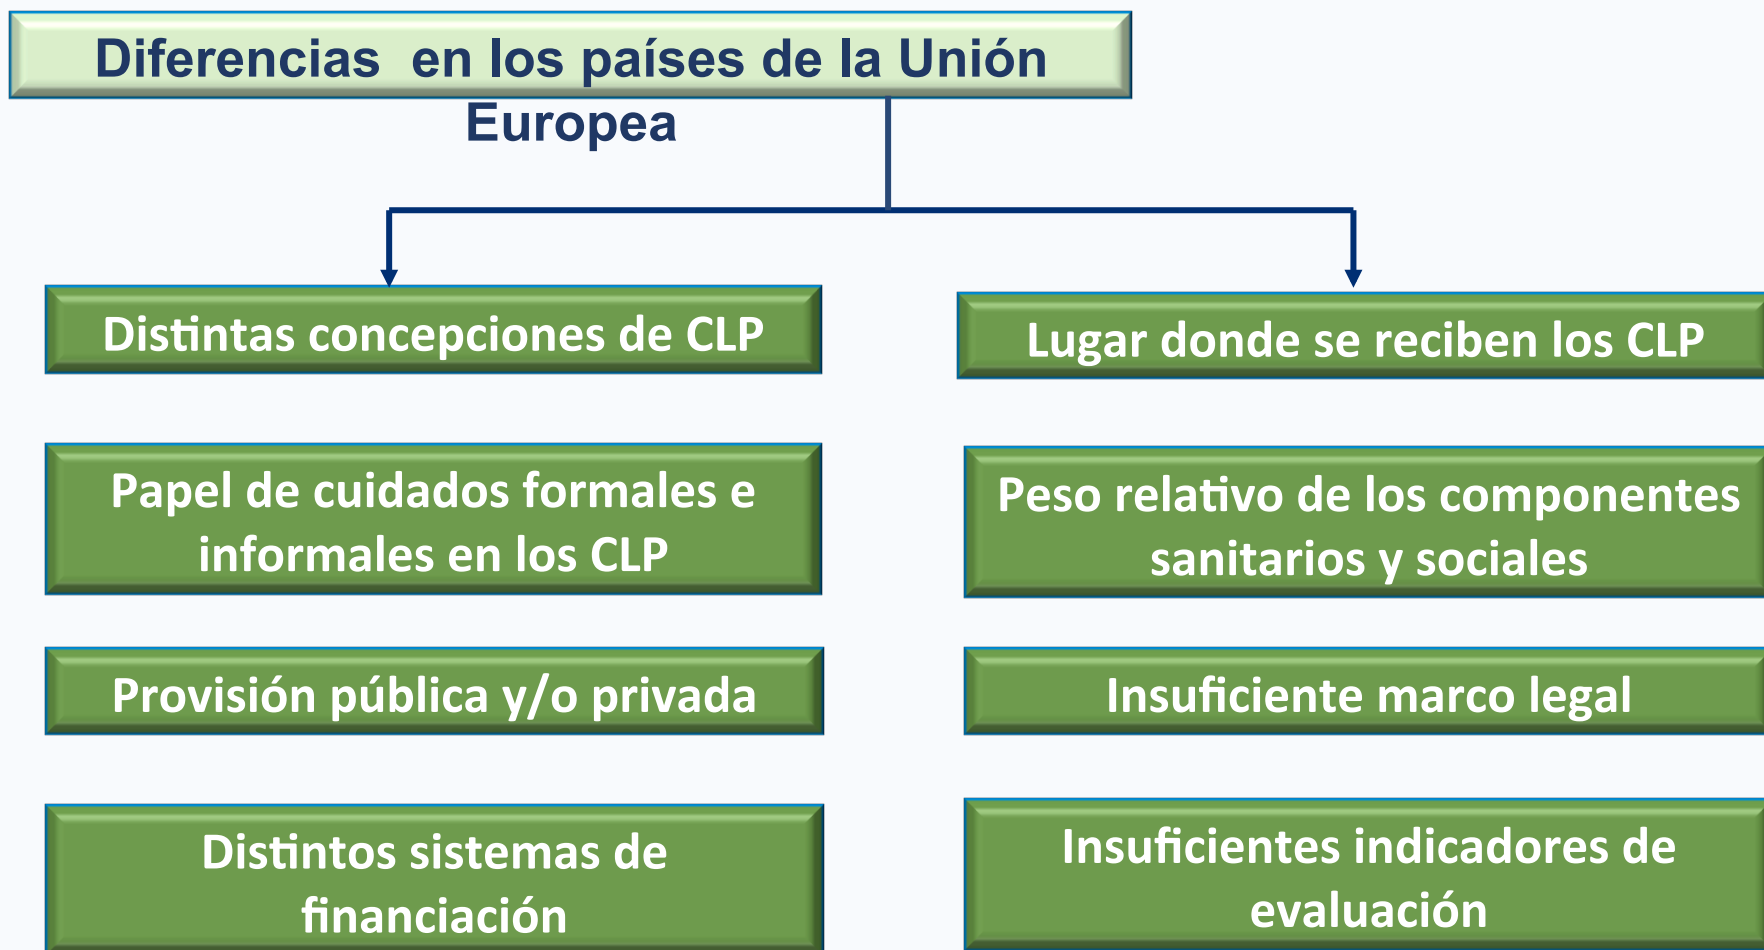 Diferencias en los países de la Unión
Europea
Distintas concepciones de CLP
Lugar donde se reciben los CLP
Papel de cuidados formales e
informales en los CLP
Peso relativo de los componentes
sanitarios y sociales
Provisión pública y/o privada
Insuficiente marco legal
Distintos sistemas de
financiación
Insuficientes indicadores de
evaluación